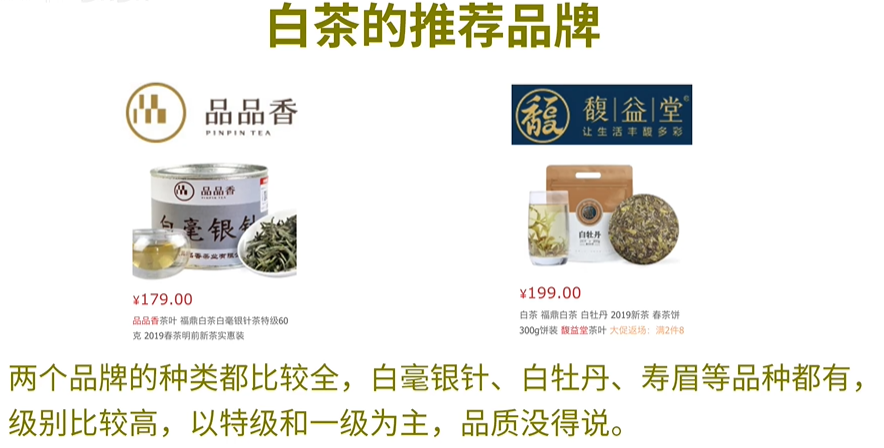 白茶的推荐品牌
品品香
PINPIN TEA
馥|益|堂
让生活丰馥多彩
品品香
白毫银针
白牡丹
¥179.00
品品香茶叶 福鼎白茶白毫银针茶特级60
克 2019春茶明前新茶实惠装
¥199.00
白茶 福鼎白茶 白牡丹 2019新茶 春茶饼
300g饼装 馥益堂茶叶 大促返场：满2件8
两个品牌的种类都比较全，白毫银针、白牡丹、寿眉等品种都有，
级别比较高，以特级和一级为主，品质没得说。